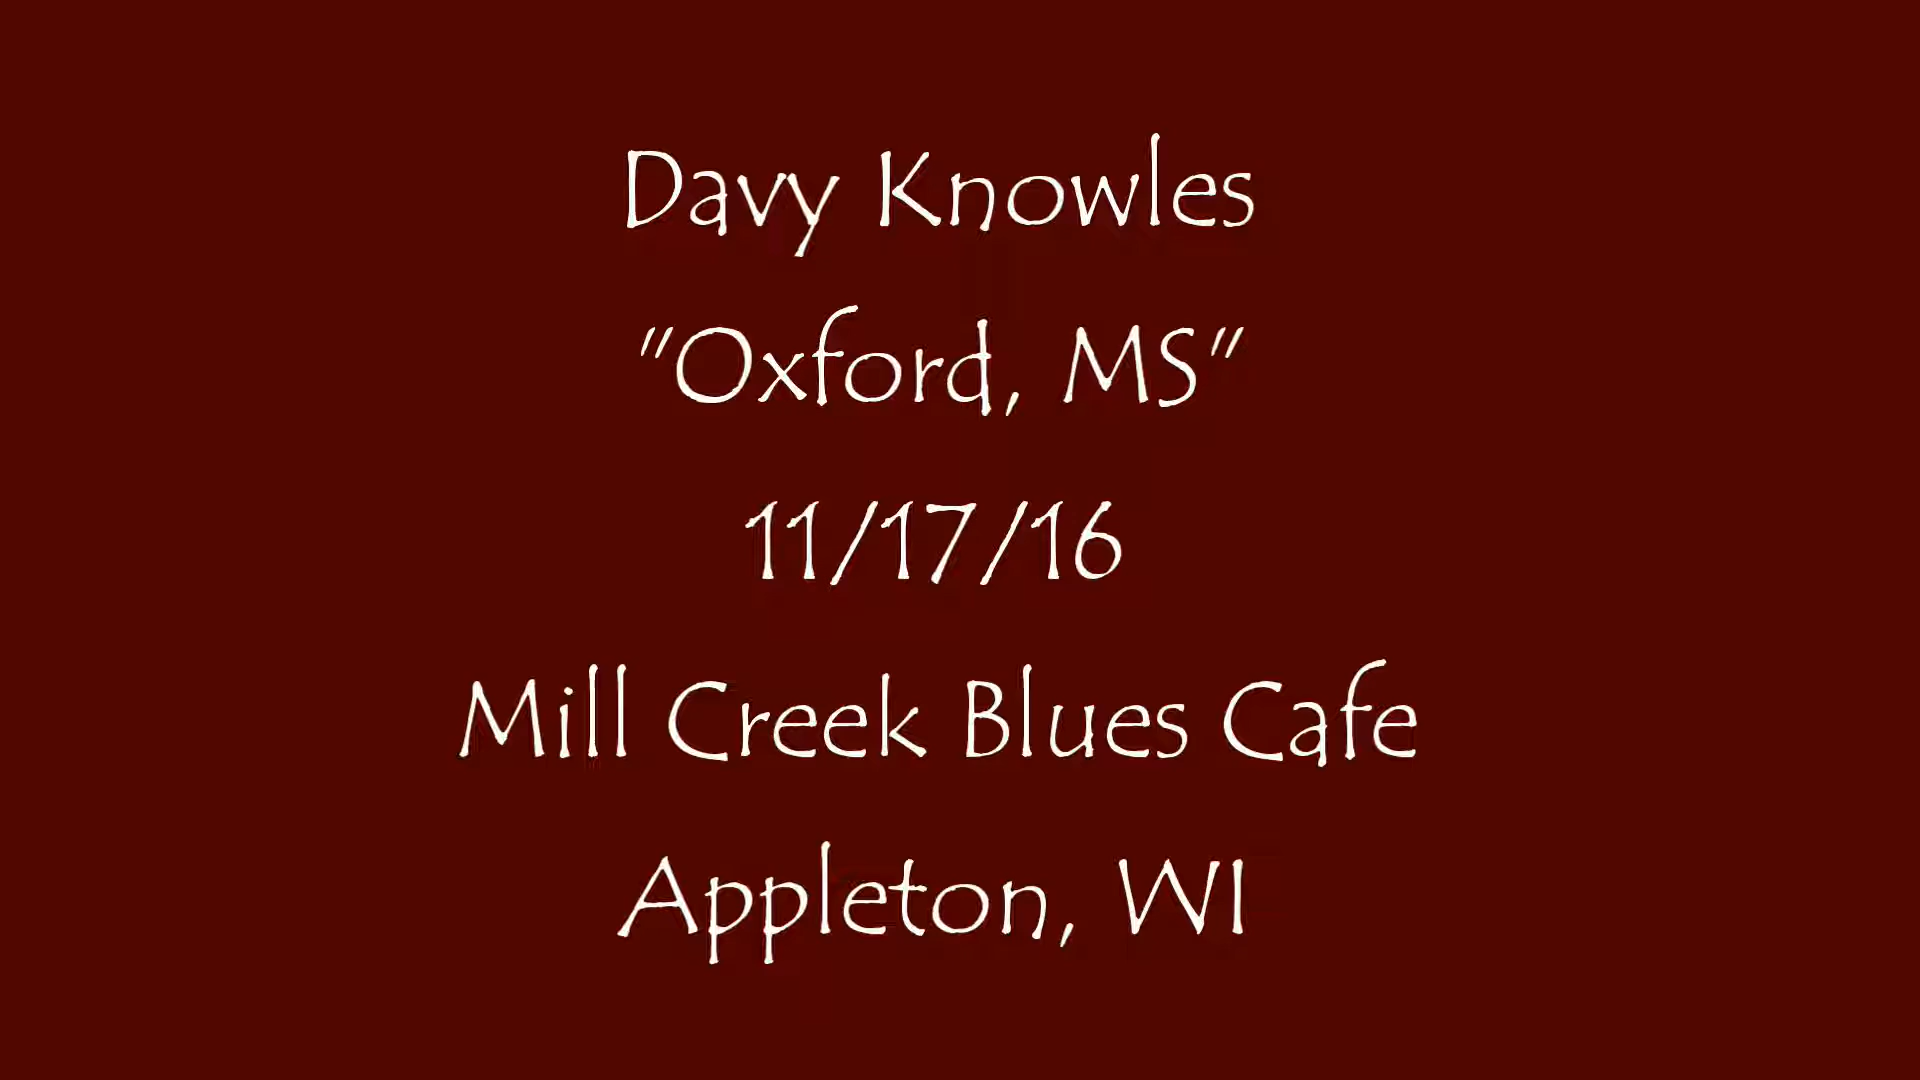 Davy Knowles
"Oxford, MS"
11/17/16
Mill Creek Blues Cafe
Appleton, WI